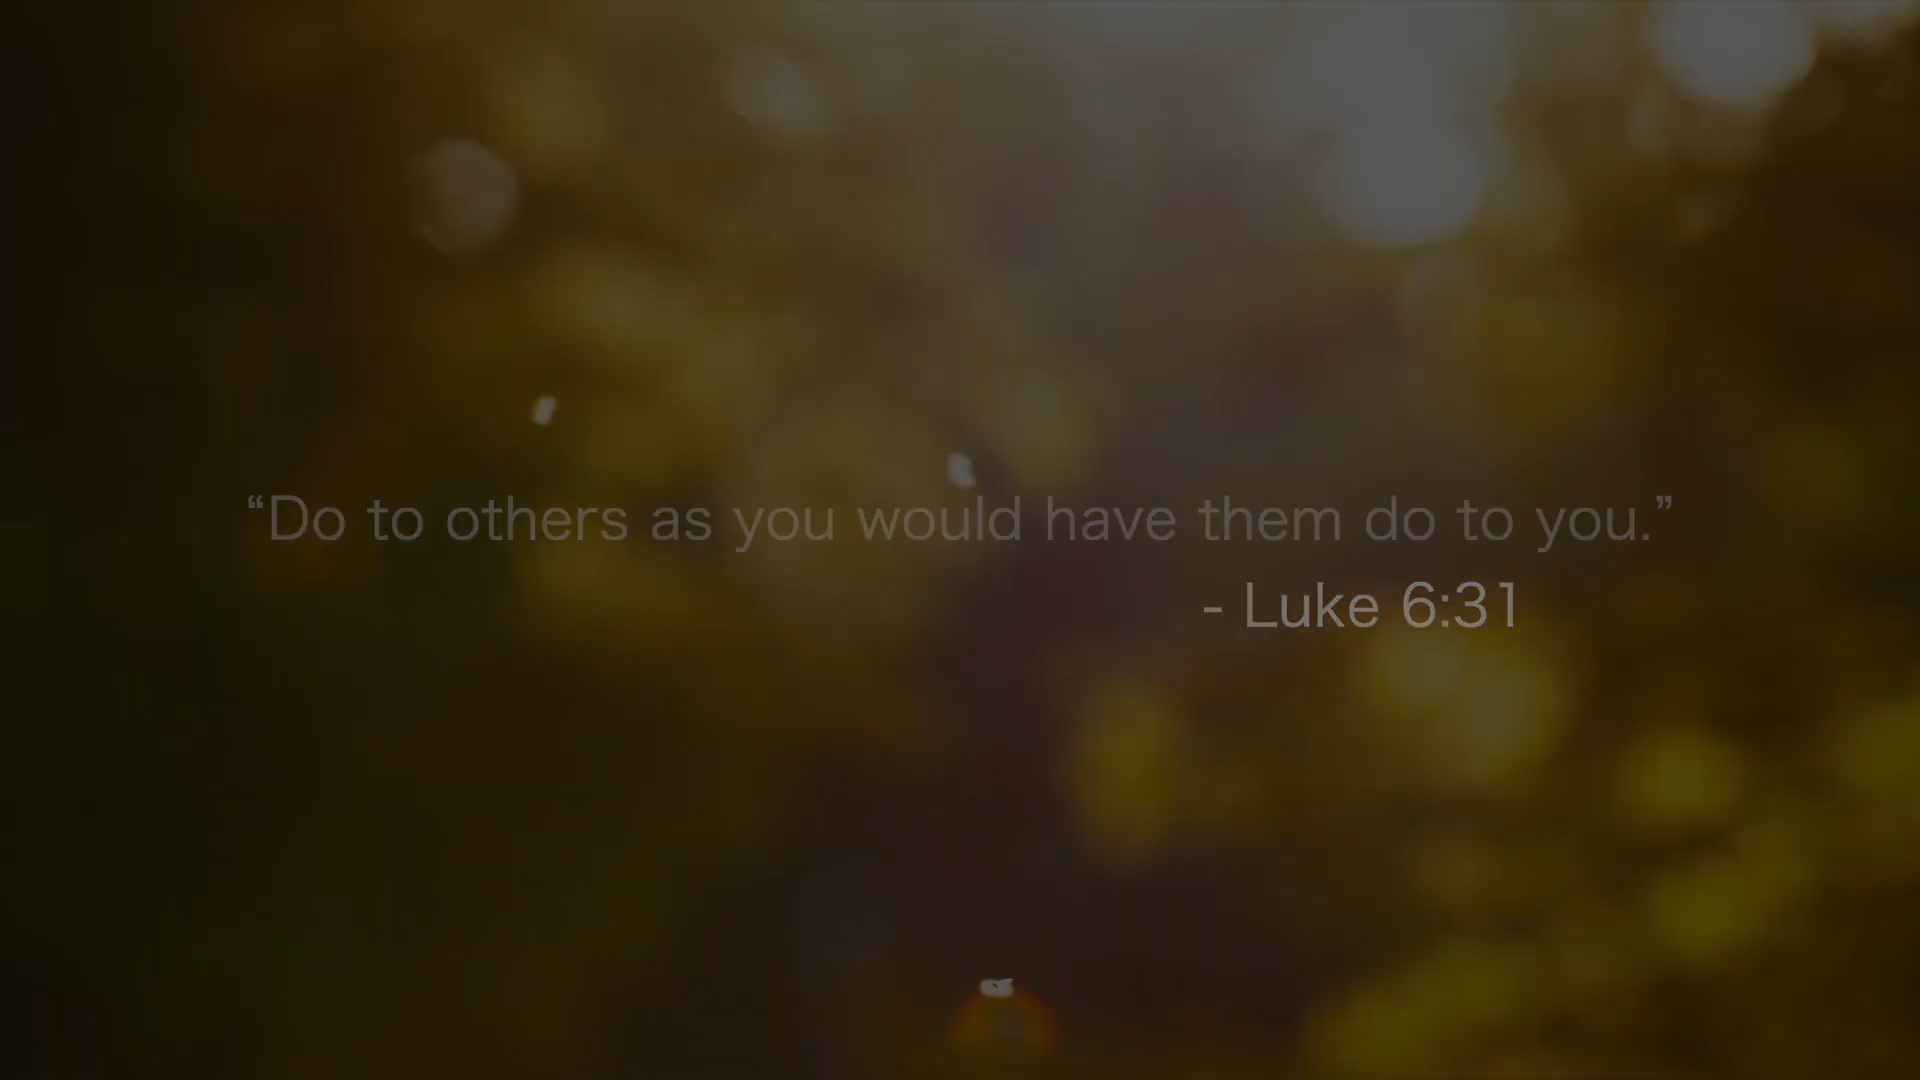 “Do to others as you would have them do to you.”
- Luke 6:31